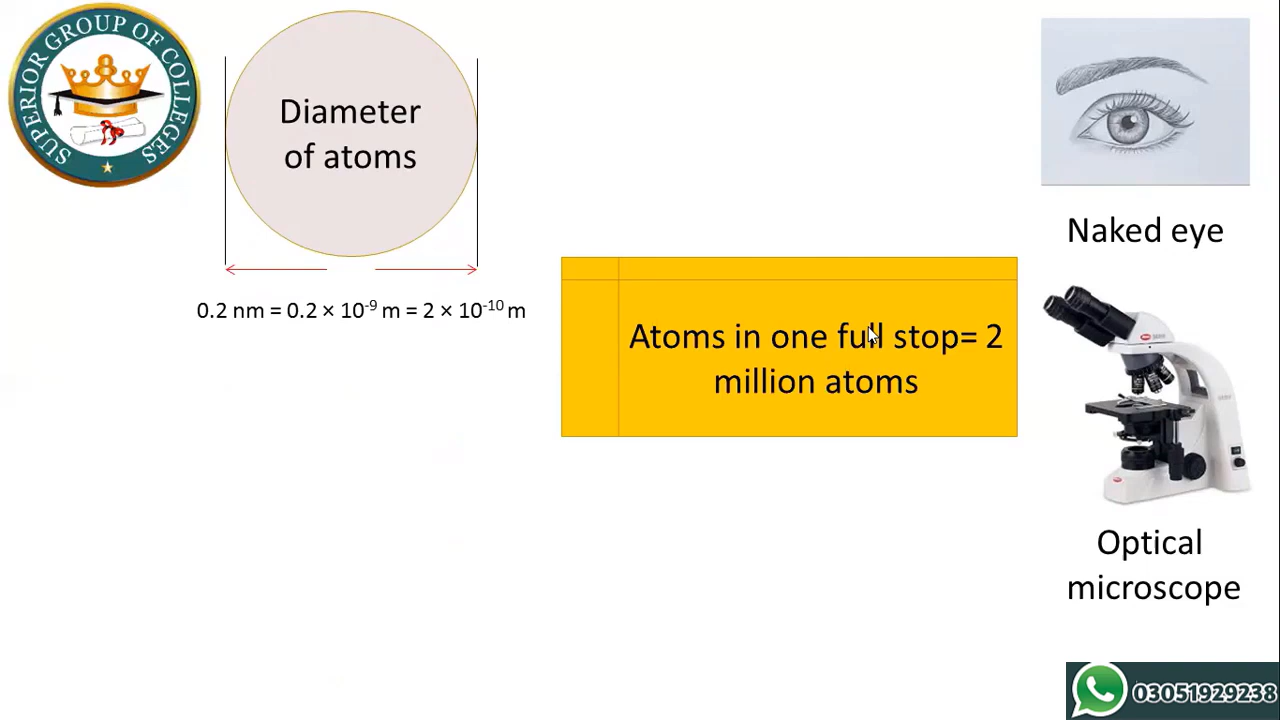 SUPERIOR GROUP OF COLLEGES
Diameter
of atoms
0.2 nm = 0.2 × 10⁻⁹ m = 2 × 10⁻¹⁰ m
Atoms in one full stop= 2
million atoms
Naked eye
Optical
microscope
03051929238